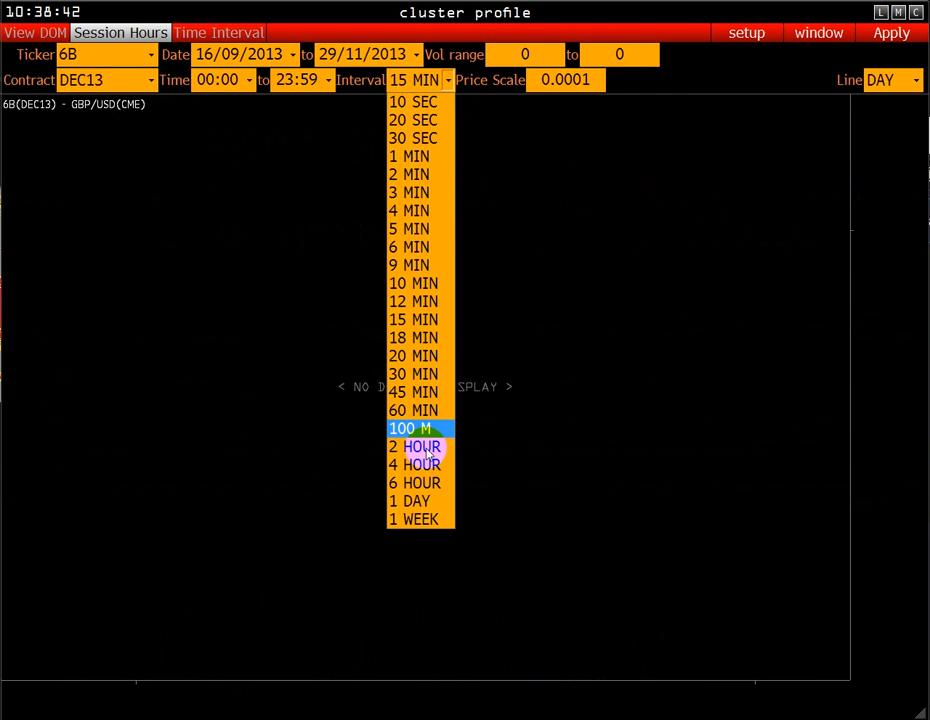 10:38:42 cluster profile L M C
View DOM Session Hours Time Interval setup window Apply
Ticker 6B Date 16/09/2013 to 29/11/2013 Vol range 0 to 0
Contract DEC13 Time 00:00 to 23:59 Interval 15 MIN Price Scale 0.0001 Line DAY
6B(DEC13) - GBP/USD(CME)
10 SEC
20 SEC
30 SEC
1 MIN
2 MIN
3 MIN
4 MIN
5 MIN
6 MIN
9 MIN
10 MIN
12 MIN
15 MIN
18 MIN
20 MIN
30 MIN
< NO D SPLAY >
45 MIN
60 MIN
100 M
2 HOUR
4 HOUR
6 HOUR
1 DAY
1 WEEK